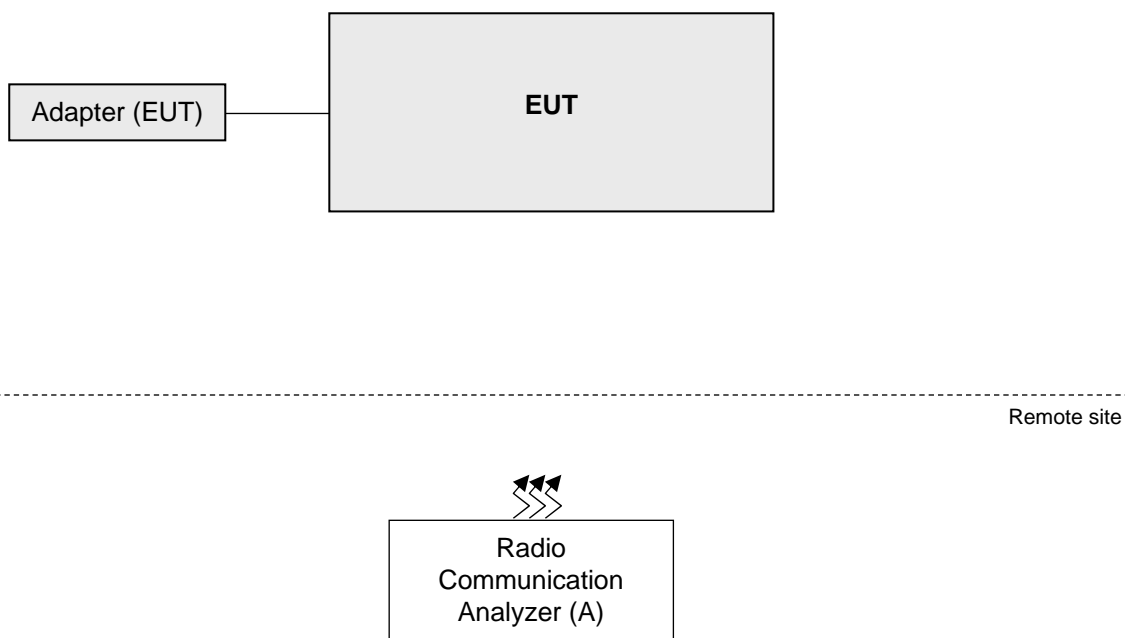 EUT
Adapter (EUT)
Remote site
Radio
Communication
Analyzer (A)